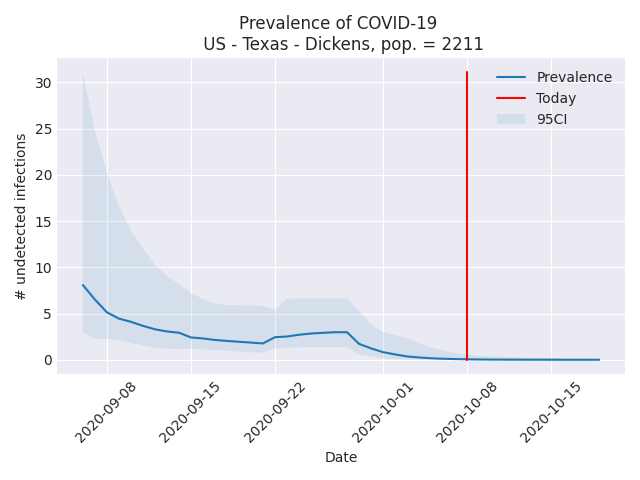 Prevalence of COVID-19
US - Texas - Dickens, pop. = 2211
# undetected infections
30
25
20
15
10
5
0
Prevalence
Today
95CI
2020-09-08
2020-09-15
2020-09-22
2020-10-01
2020-10-08
2020-10-15
Date